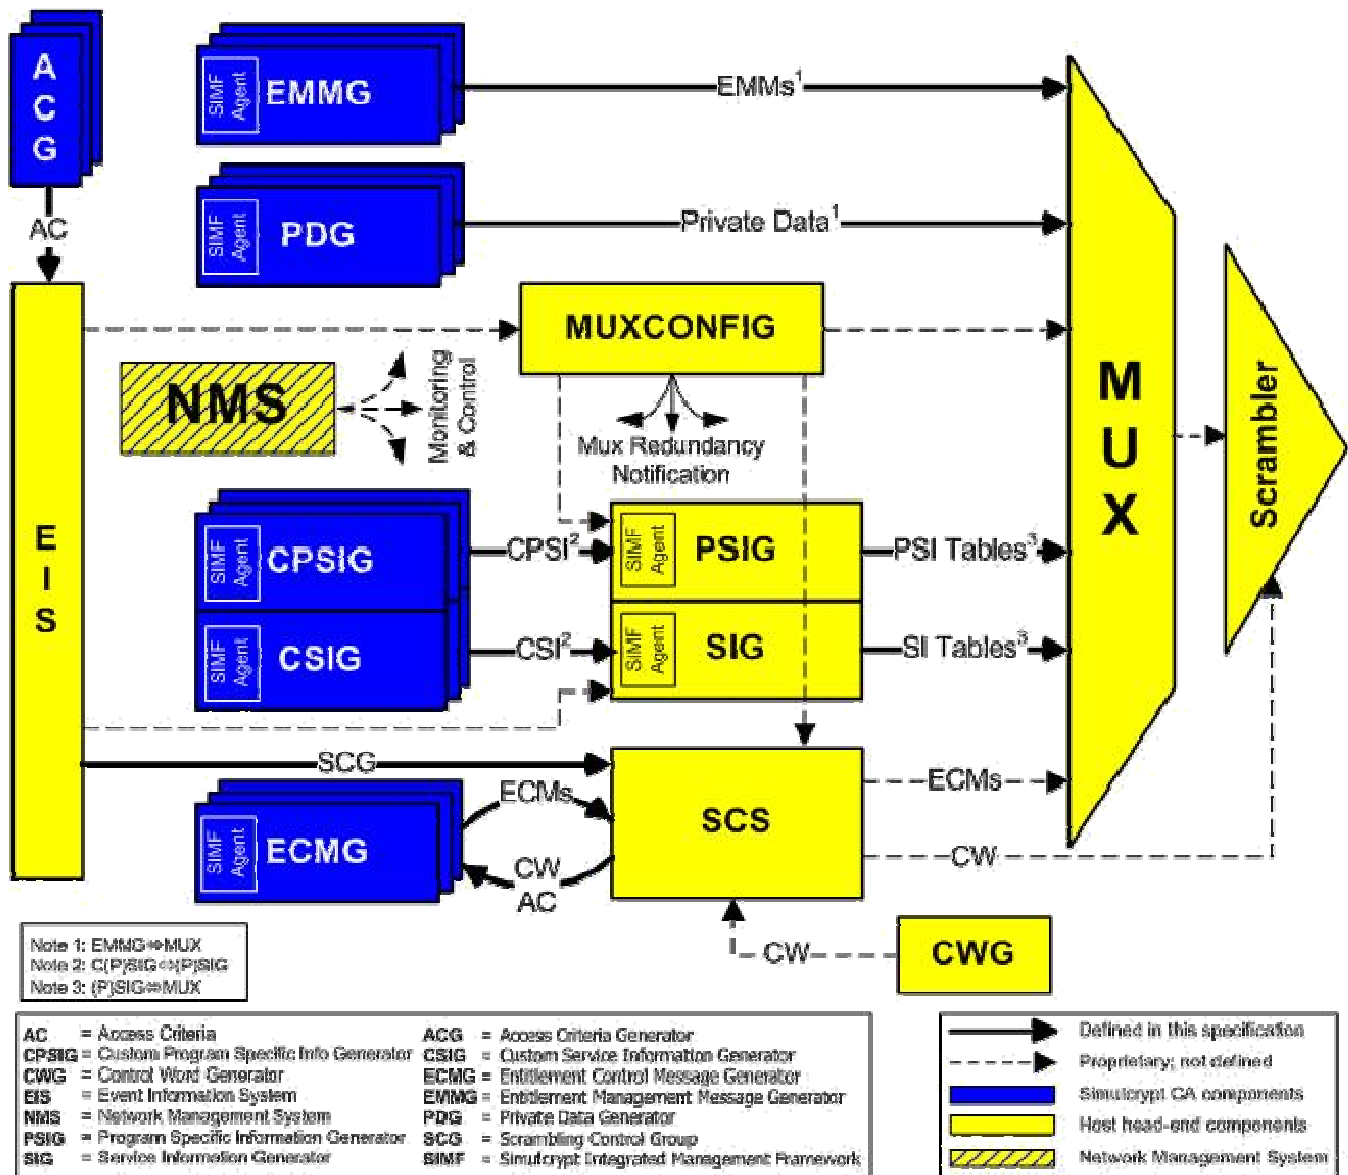 A
C
G
AC
SIMF
Agent
EMMG
EMMs¹
SIMF
Agent
PDG
Private Data¹
MUXCONFIG
NMS
Monitoring
& Control
Mux Redundancy
Notification
E
I
S
SIMF
Agent
CPSIG
CPSI²
SIMF
Agent
PSIG
PSI Tables³
SIMF
Agent
CSIG
CSI²
SIMF
Agent
SIG
SI Tables³
M
U
X
Scrambler
SCG
SIMF
Agent
ECMG
ECMs
CW
AC
SCS
ECMs
CW
CW
CWG
Note 1: EMMG⇔MUX
Note 2: C(P)SIG⇔(P)SIG
Note 3: (P)SIG⇔MUX
AC = Access Criteria
CPSIG = Custom Program Specific Info Generator
CWG = Control Word Generator
EIS = Event Information System
NMS = Network Management System
PSIG = Program Specific Information Generator
SIG = Service Information Generator
ACG = Access Criteria Generator
CSIG = Custom Service Information Generator
ECMG = Entitlement Control Message Generator
EMMG = Entitlement Management Message Generator
PDG = Private Data Generator
SCG = Scrambling Control Group
SIMF = Simulcrypt Integrated Management Framework
Defined in this specification
Proprietary; not defined
Simulcrypt CA components
Host head-end components
Network Management System